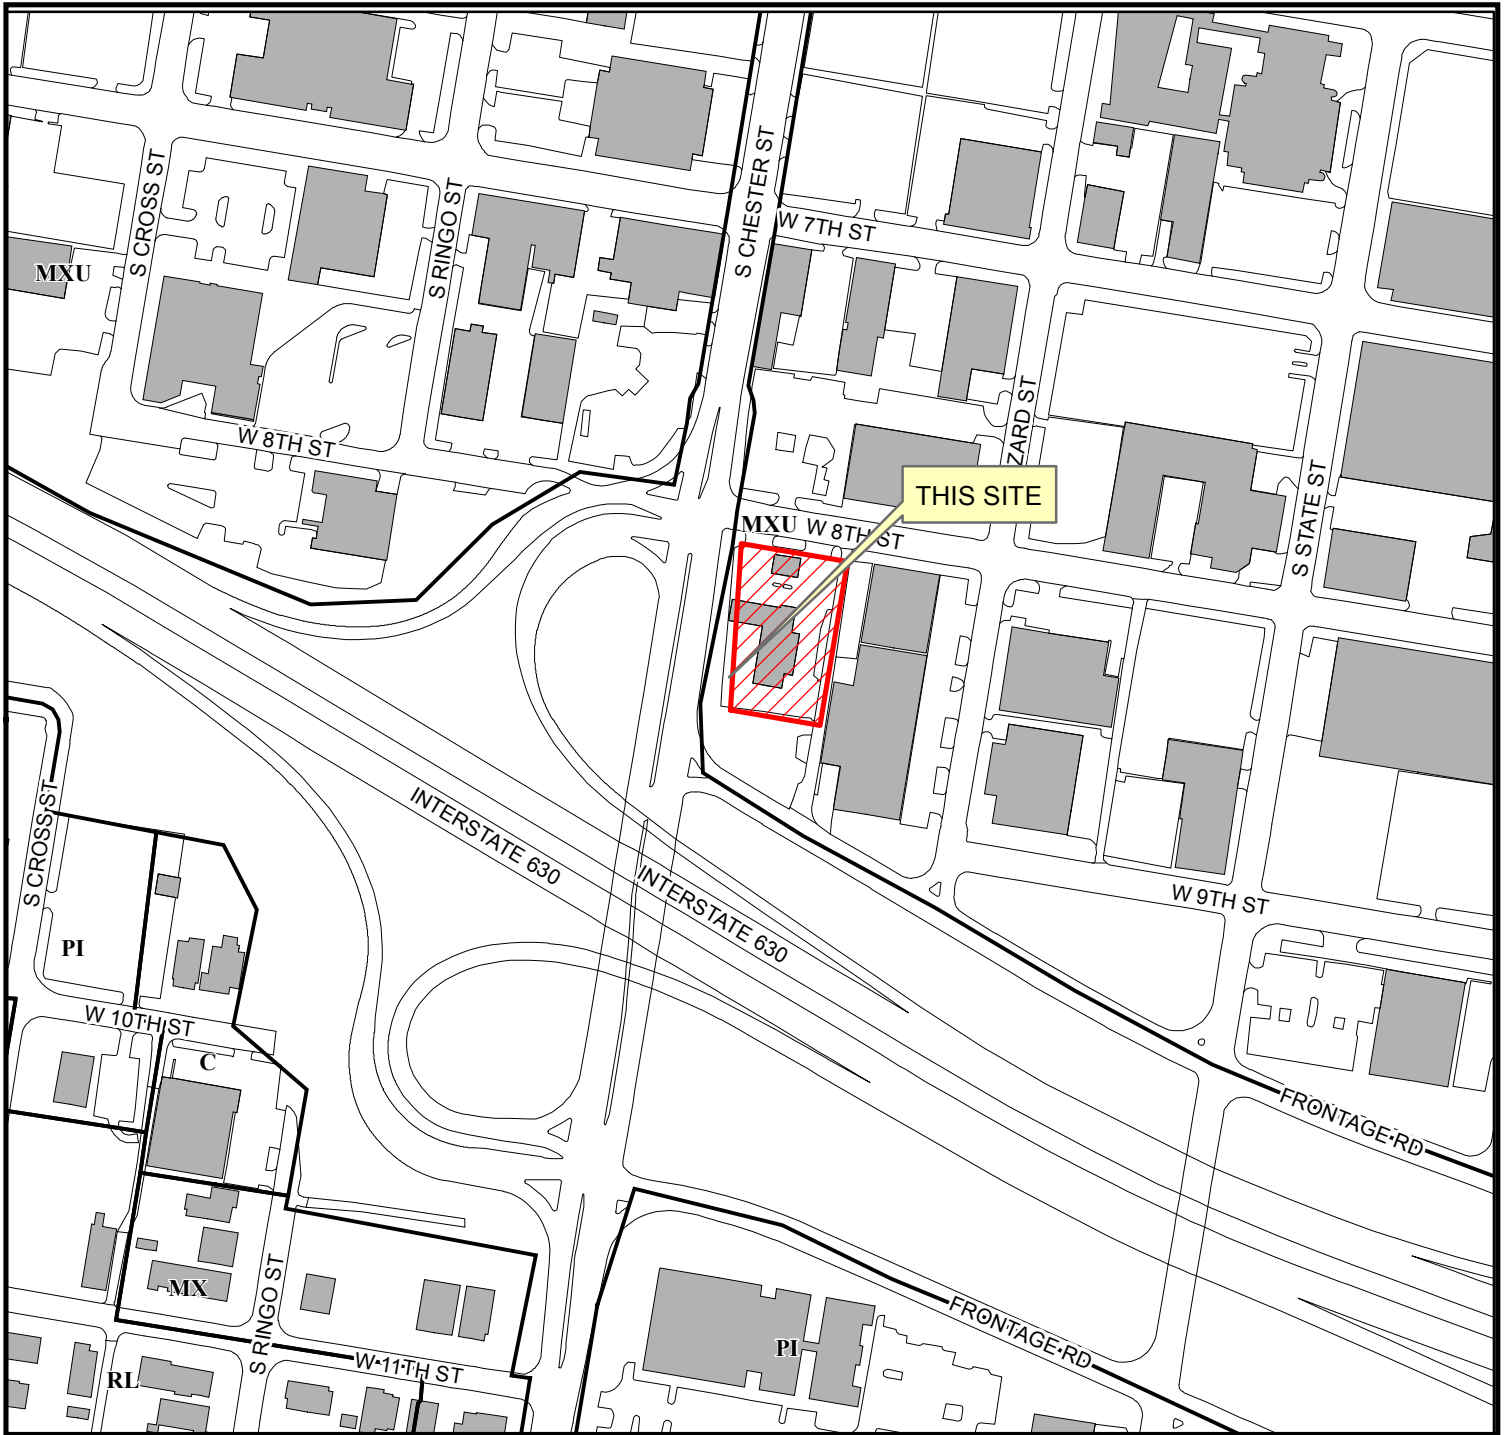 S CHESTER ST
S CROSS ST
S RINGO ST
W 7TH ST
MXU
ZARD ST
W 8TH ST
S STATE ST
THIS SITE
MXU
W 8TH ST
S CROSS ST
INTERSTATE 630
INTERSTATE 630
W 9TH ST
PI
W 10TH ST
C
FRONTAGE RD
MX
S RINGO ST
FRONTAGE RD
PI
W 11TH ST
RL